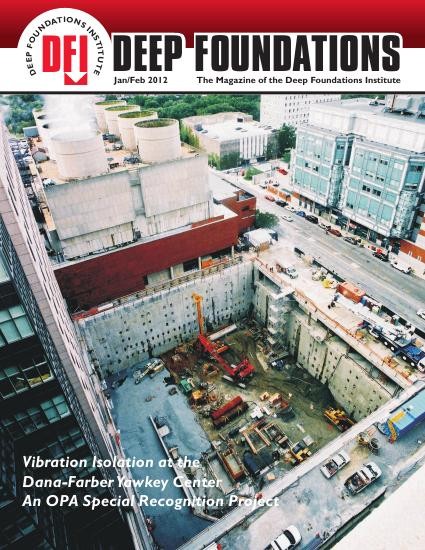 DEEP FOUNDATIONS INSTITUTE
DFI
DEEP FOUNDATIONS
Jan/Feb 2012
The Magazine of the Deep Foundations Institute
Vibration Isolation at the
Dana-Farber Yawkey Center
An OPA Special Recognition Project